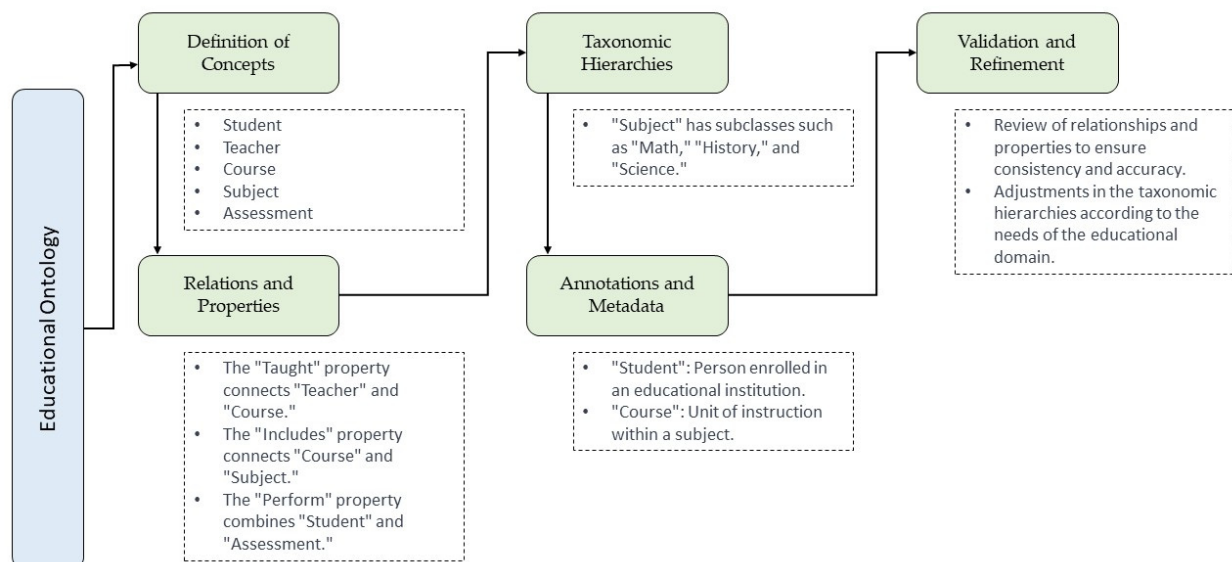 Educational Ontology
Definition of
Concepts
• Student
• Teacher
• Course
• Subject
• Assessment
Relations and
Properties
• The "Taught" property
connects "Teacher" and
"Course."
• The "Includes" property
connects "Course" and
"Subject."
• The "Perform" property
combines "Student" and
"Assessment."
Taxonomic
Hierarchies
• "Subject" has subclasses such
as "Math," "History," and
"Science."
Annotations and
Metadata
• "Student": Person enrolled in
an educational institution.
• "Course": Unit of instruction
within a subject.
Validation and
Refinement
• Review of relationships and
properties to ensure
consistency and accuracy.
• Adjustments in the taxonomic
hierarchies according to the
needs of the educational
domain.